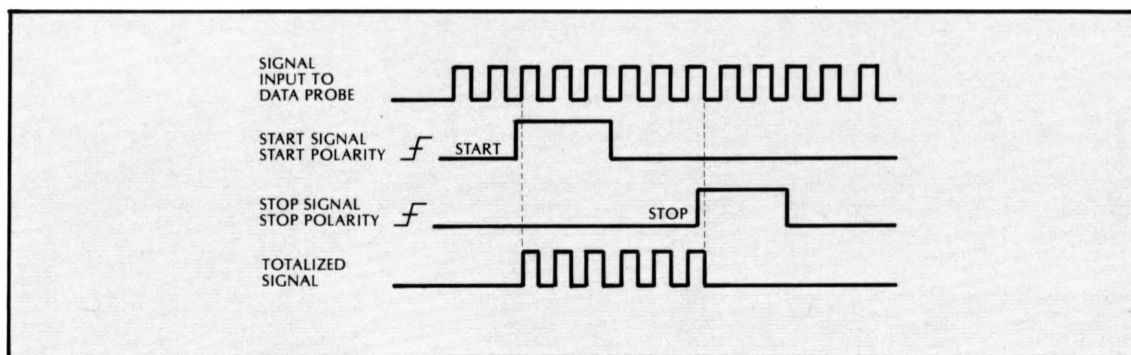 SIGNAL
INPUT TO
DATA PROBE
START SIGNAL
START POLARITY
START
STOP SIGNAL
STOP POLARITY
STOP
TOTALIZED
SIGNAL